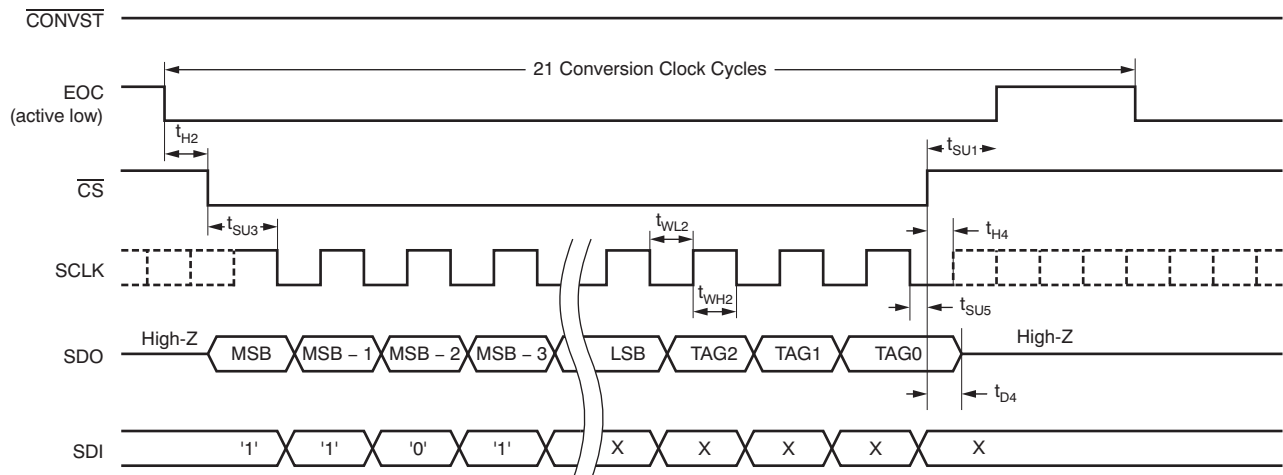 CONVST
21 Conversion Clock Cycles
EOC
(active low)
tH2
tSU1
CS
tSU3
tWL2
tH4
SCLK
tWH2
tSU5
High-Z
High-Z
SDO
MSB MSB – 1 MSB – 2 MSB – 3 LSB TAG2 TAG1 TAG0
tD4
SDI
'1' '1' '0' '1' X X X X X